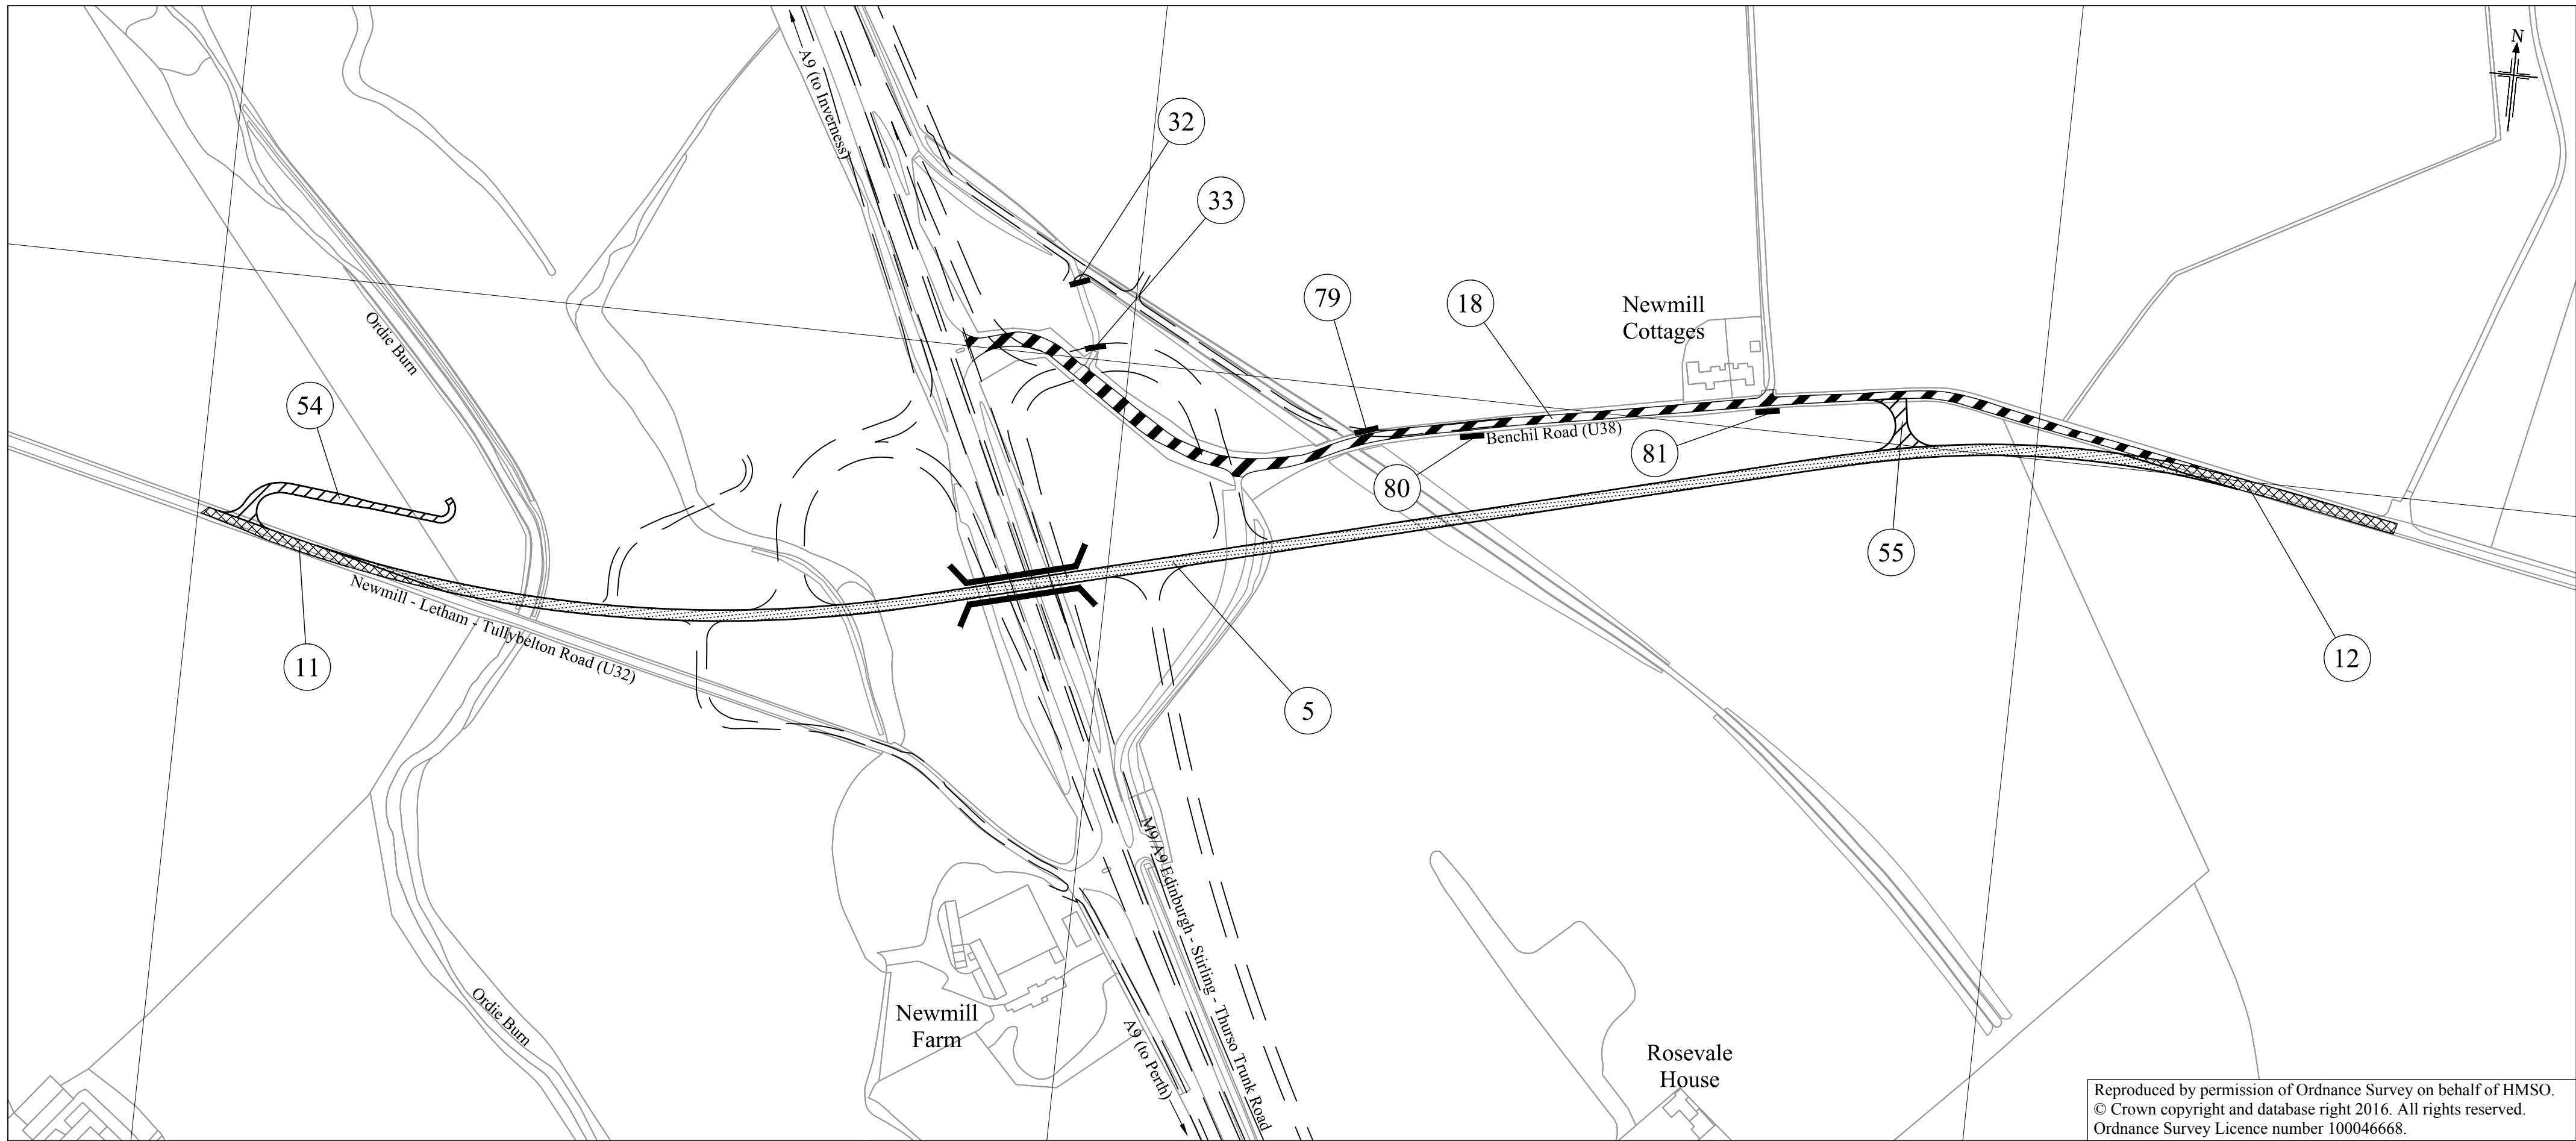 N
A9 (to Inverness)
32
33
79
18
Newmill
Cottages
Ordie Burn
54
Benchil Road (U38)
81
80
55
11
Newmill - Letham - Tullybelton Road (U32)
12
5
M9/A9 Edinburgh - Stirling - Thurso Trunk Road
Newmill
Farm
Ordie Burn
A9 (to Perth)
Rosevale
House
Reproduced by permission of Ordnance Survey on behalf of HMSO.
© Crown copyright and database right 2016. All rights reserved.
Ordnance Survey Licence number 100046668.